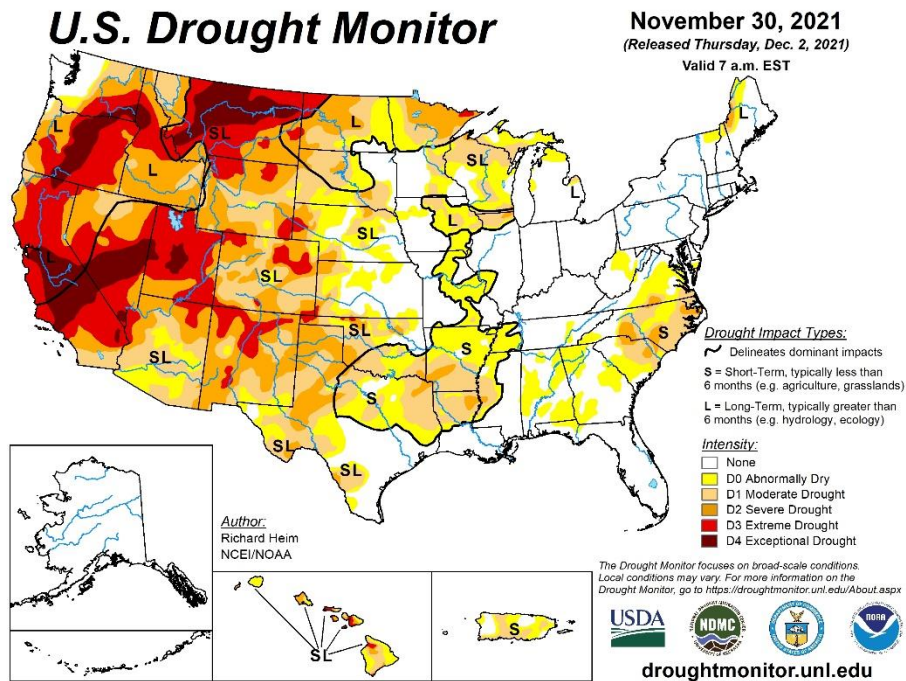 U.S. Drought Monitor
November 30, 2021
(Released Thursday, Dec. 2, 2021)
Valid 7 a.m. EST
L
SL
L
SL
L
L
L
L
SL
L
SL
SL
SL
S
S
S
SL
SL
SL
Drought Impact Types:
Delineates dominant impacts
S = Short-Term, typically less than
6 months (e.g. agriculture, grasslands)
L = Long-Term, typically greater than
6 months (e.g. hydrology, ecology)
Intensity:
None
D0 Abnormally Dry
D1 Moderate Drought
D2 Severe Drought
D3 Extreme Drought
D4 Exceptional Drought
Author:
Richard Heim
NCEI/NOAA
SL
S
The Drought Monitor focuses on broad-scale conditions.
Local conditions may vary. For more information on the
Drought Monitor, go to https://droughtmonitor.unl.edu/About.aspx
USDA
NDMC
NOAA
droughtmonitor.unl.edu